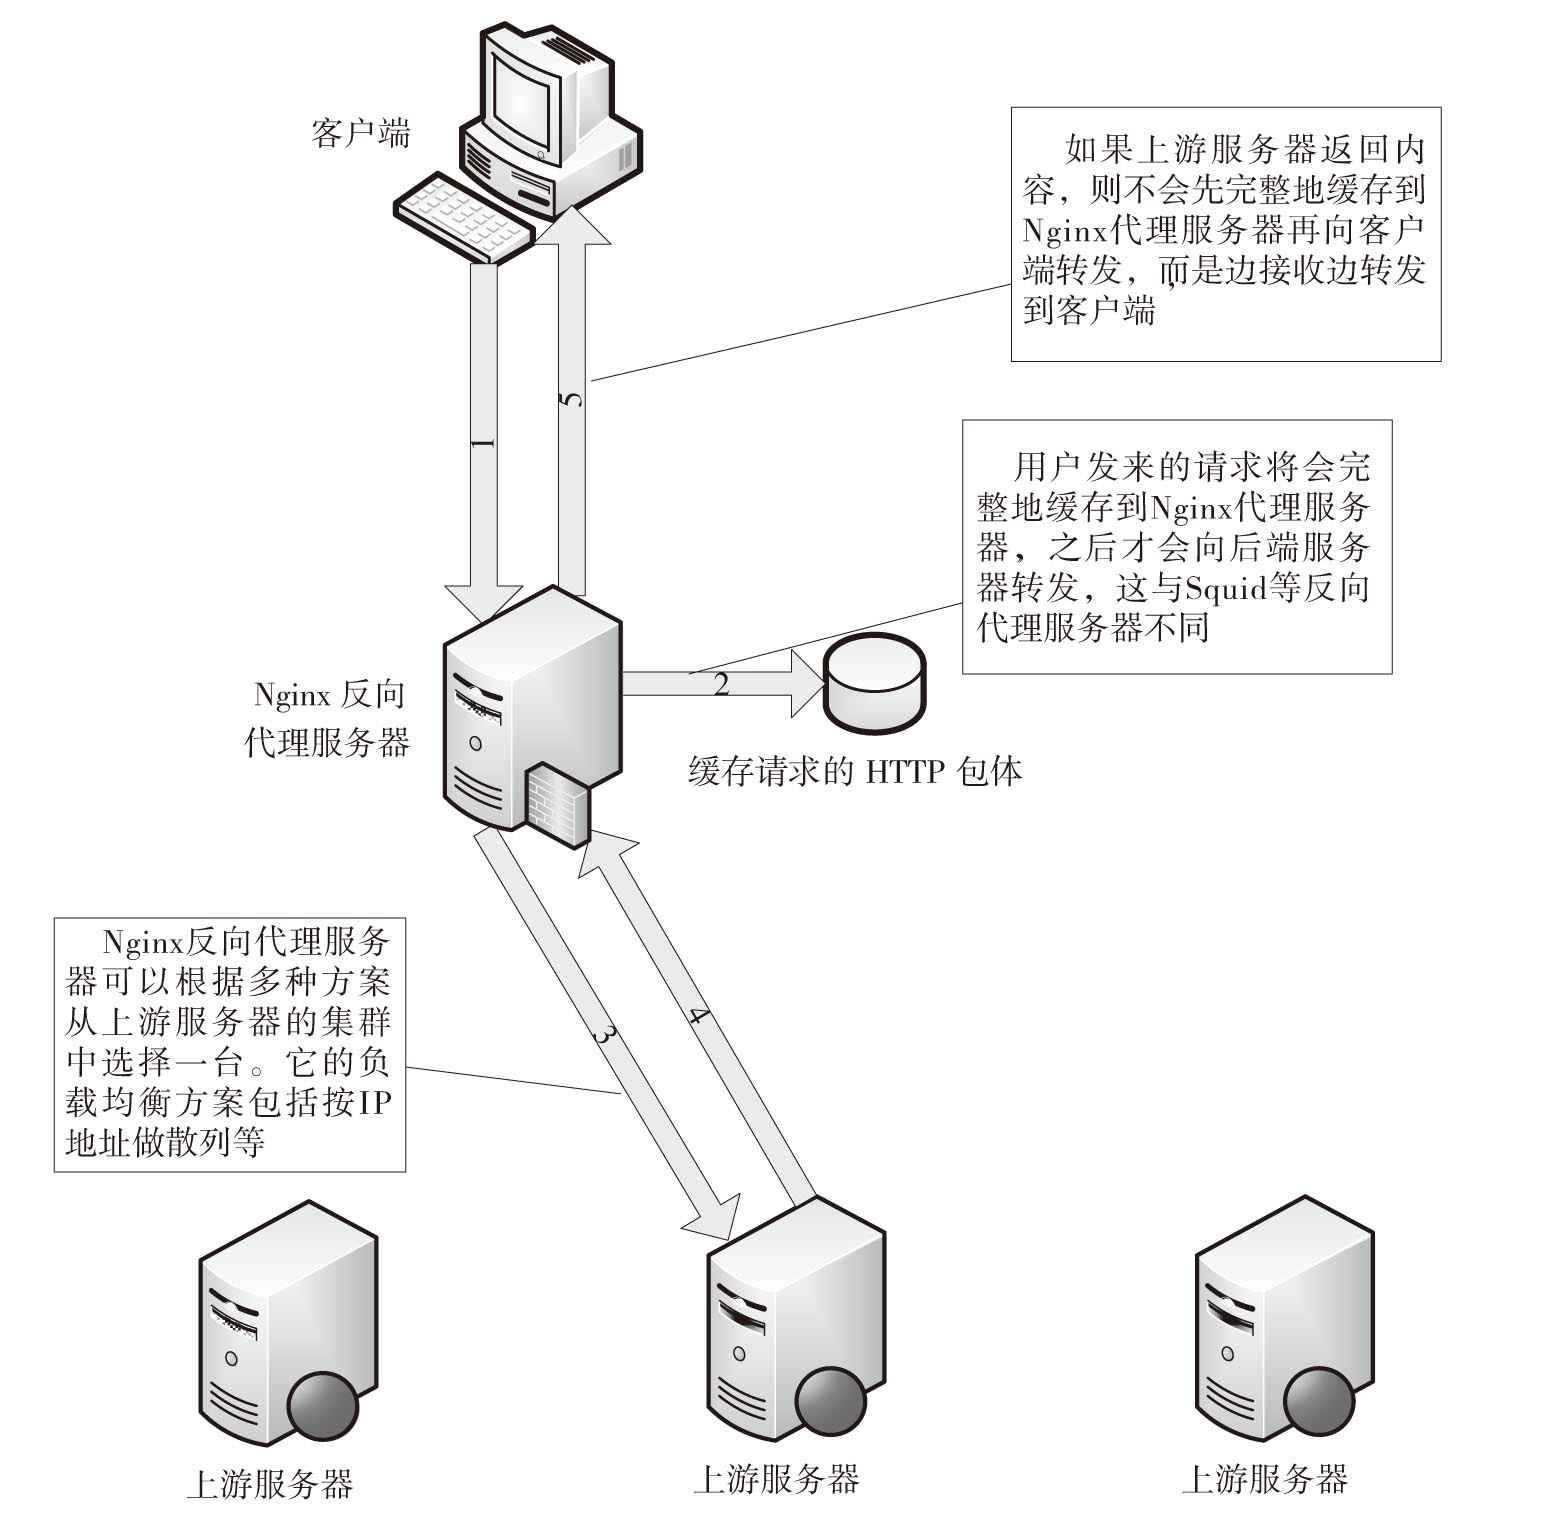 客户端
如果上游服务器返回内
容，则不会先完整地缓存到
Nginx代理服务器再向客户
端转发，而是边接收边转发
到客户端，
5
1
用户发来的请求将会完
整地缓存到Nginx代理服务
器，之后才会向后端服务
器转发，这与Squid等反向
代理服务器不同
Nginx 反向
代理服务器
2
缓存请求的 HTTP 包体
Nginx反向代理服务
器可以根据多种方案
从上游服务器的集群
中选择一台。它的负
载均衡方案包括按IP
地址做散列等
3
4
上游服务器
上游服务器
上游服务器